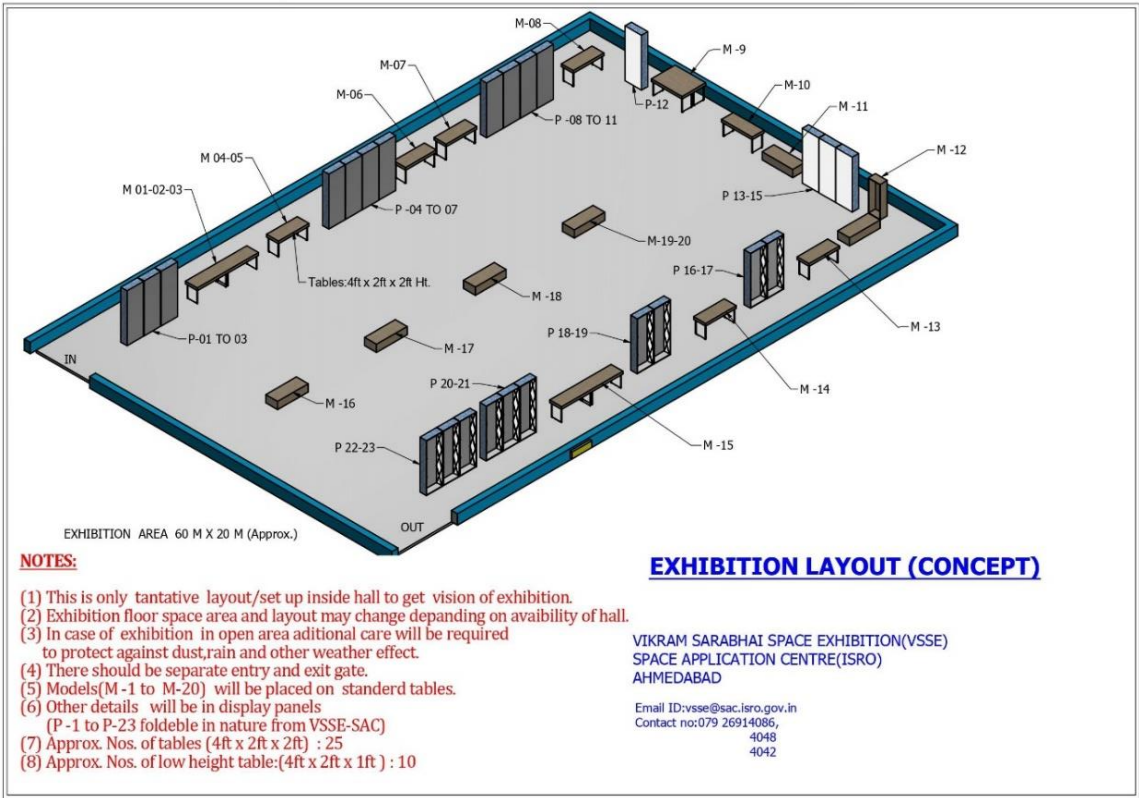 M-08
M -9
M-07
M-10
M-06
M -11
P-12
P -08 TO 11
M 04-05
M -12
M 01-02-03
P 13-15
P -04 TO 07
M-19-20
P 16-17
Tables:4ft x 2ft x 2ft Ht.
M -18
M -13
P-01 TO 03
P 18-19
M -17
IN
P 20-21
M -14
M -16
M -15
P 22-23
OUT
EXHIBITION AREA 60 M X 20 M (Approx.)
NOTES:
(1) This is only tantative layout/set up inside hall to get vision of exhibition.
(2) Exhibition floor space area and layout may change depanding on avaibility of hall.
(3) In case of exhibition in open area aditional care will be required
to protect against dust,rain and other weather effect.
(4) There should be separate entry and exit gate.
(5) Models(M -1 to M-20) will be placed on standerd tables.
(6) Other details will be in display panels
(P -1 to P-23 foldeble in nature from VSSE-SAC)
(7) Approx. Nos. of tables (4ft x 2ft x 2ft) : 25
(8) Approx. Nos. of low height table:(4ft x 2ft x 1ft ) : 10
EXHIBITION LAYOUT (CONCEPT)
VIKRAM SARABHAI SPACE EXHIBITION(VSSE)
SPACE APPLICATION CENTRE(ISRO)
AHMEDABAD
Email ID:vsse@sac.isro.gov.in
Contact no:079 26914086,
4048
4042